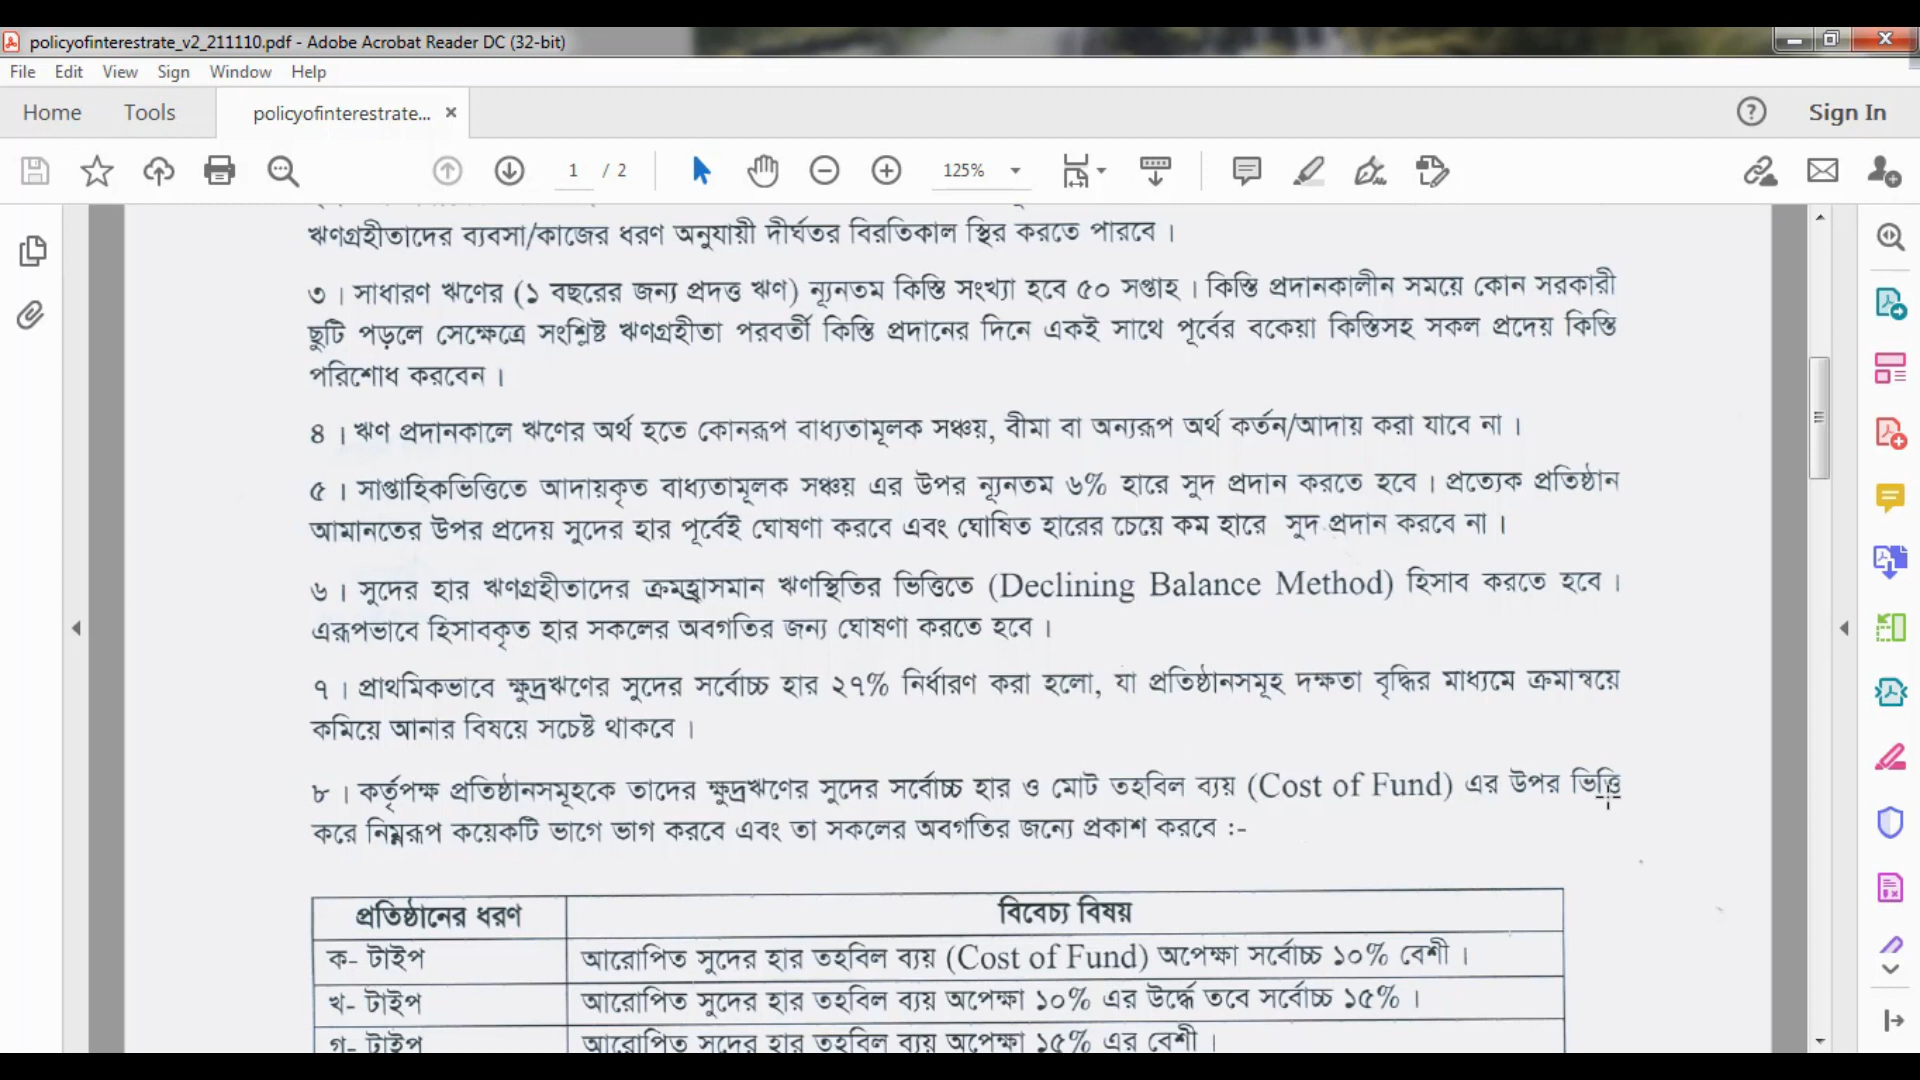 policyofinterestrate_v2_211110.pdf - Adobe Acrobat Reader DC (32-bit)
File Edit View Sign Window Help
Home Tools policyofinterestrate... Sign In
1 / 2 125%
ঋণগ্রহীতাদের ব্যবসা/কাজের ধরণ অনুযায়ী দীর্ঘতর বিরতিকাল স্থির করতে পারবে ।
৩ । সাধারণ ঋণের (১ বছরের জন্য প্রদত্ত ঋণ) ন্যূনতম কিস্তি সংখ্যা হবে ৫০ সপ্তাহ । কিস্তি প্রদানকালীন সময়ে কোন সরকারী
ছুটি পড়লে সেক্ষেত্রে সংশ্লিষ্ট ঋণগ্রহীতা পরবর্তী কিস্তি প্রদানের দিনে একই সাথে পূর্বের বকেয়া কিস্তিসহ সকল প্রদেয় কিস্তি
পরিশোধ করবেন ।
৪ । ঋণ প্রদানকালে ঋণের অর্থ হতে কোনরূপ বাধ্যতামূলক সঞ্চয়, বীমা বা অন্যরূপ অর্থ কর্তন/আদায় করা যাবে না ।
৫ । সাপ্তাহিকভিত্তিতে আদায়কৃত বাধ্যতামূলক সঞ্চয় এর উপর ন্যূনতম ৬% হারে সুদ প্রদান করতে হবে । প্রত্যেক প্রতিষ্ঠান
আমানতের উপর প্রদেয় সুদের হার পূর্বেই ঘোষণা করবে এবং ঘোষিত হারের চেয়ে কম হারে সুদ প্রদান করবে না ।
৬ । সুদের হার ঋণগ্রহীতাদের ক্রমহ্রাসমান ঋণস্থিতির ভিত্তিতে (Declining Balance Method) হিসাব করতে হবে ।
এরূপভাবে হিসাবকৃত হার সকলের অবগতির জন্য ঘোষণা করতে হবে ।
৭ । প্রাথমিকভাবে ক্ষুদ্রঋণের সুদের সর্বোচ্চ হার ২৭% নির্ধারণ করা হলো, যা প্রতিষ্ঠানসমূহ দক্ষতা বৃদ্ধির মাধ্যমে ক্রমান্বয়ে
কমিয়ে আনার বিষয়ে সচেষ্ট থাকবে ।
৮ । কর্তৃপক্ষ প্রতিষ্ঠানসমূহকে তাদের ক্ষুদ্রঋণের সুদের সর্বোচ্চ হার ও মোট তহবিল ব্যয় (Cost of Fund) এর উপর ভিত্তি
করে নিম্নরূপ কয়েকটি ভাগে ভাগ করবে এবং তা সকলের অবগতির জন্যে প্রকাশ করবে :-
প্রতিষ্ঠানের ধরণ বিবেচ্য বিষয়
ক- টাইপ আরোপিত সুদের হার তহবিল ব্যয় (Cost of Fund) অপেক্ষা সর্বোচ্চ ১০% বেশী ।
খ- টাইপ আরোপিত সুদের হার তহবিল ব্যয় অপেক্ষা ১০% এর উর্দ্ধে তবে সর্বোচ্চ ১৫% ।
গ- টাইপ আরোপিত সুদের হার তহবিল ব্যয় অপেক্ষা ১৫% এর বেশী ।